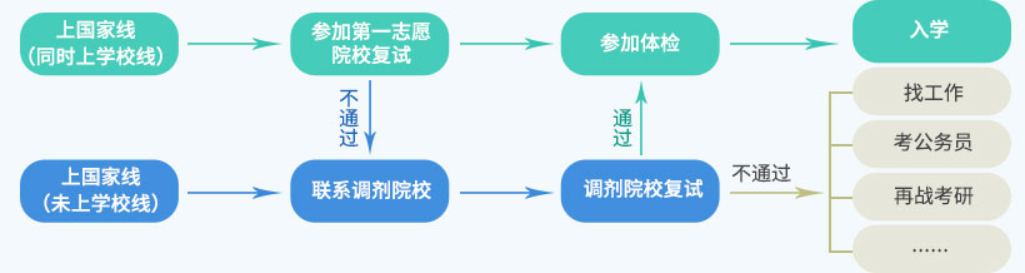 上国家线
（同时上学校线）
参加第一志愿
院校复试
参加体检
入学
不
通
过
通
过
找工作
考公务员
上国家线
（未上学校线）
联系调剂院校
调剂院校复试
不通过
再战考研
······